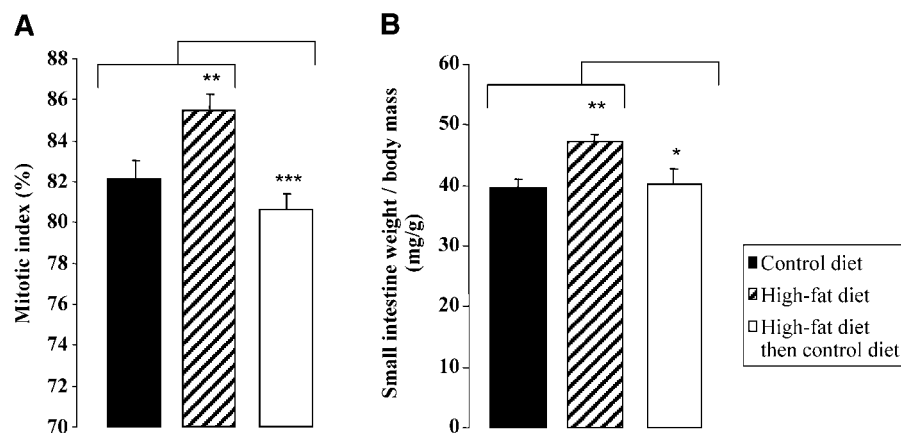 A
Mitotic index (%)
88
86
84
82
80
78
76
74
72
70
**
***
B
Small intestine weight / body mass
(mg/g)
60
50
40
30
20
10
0
**
*
Control diet
High-fat diet
High-fat diet
then control diet